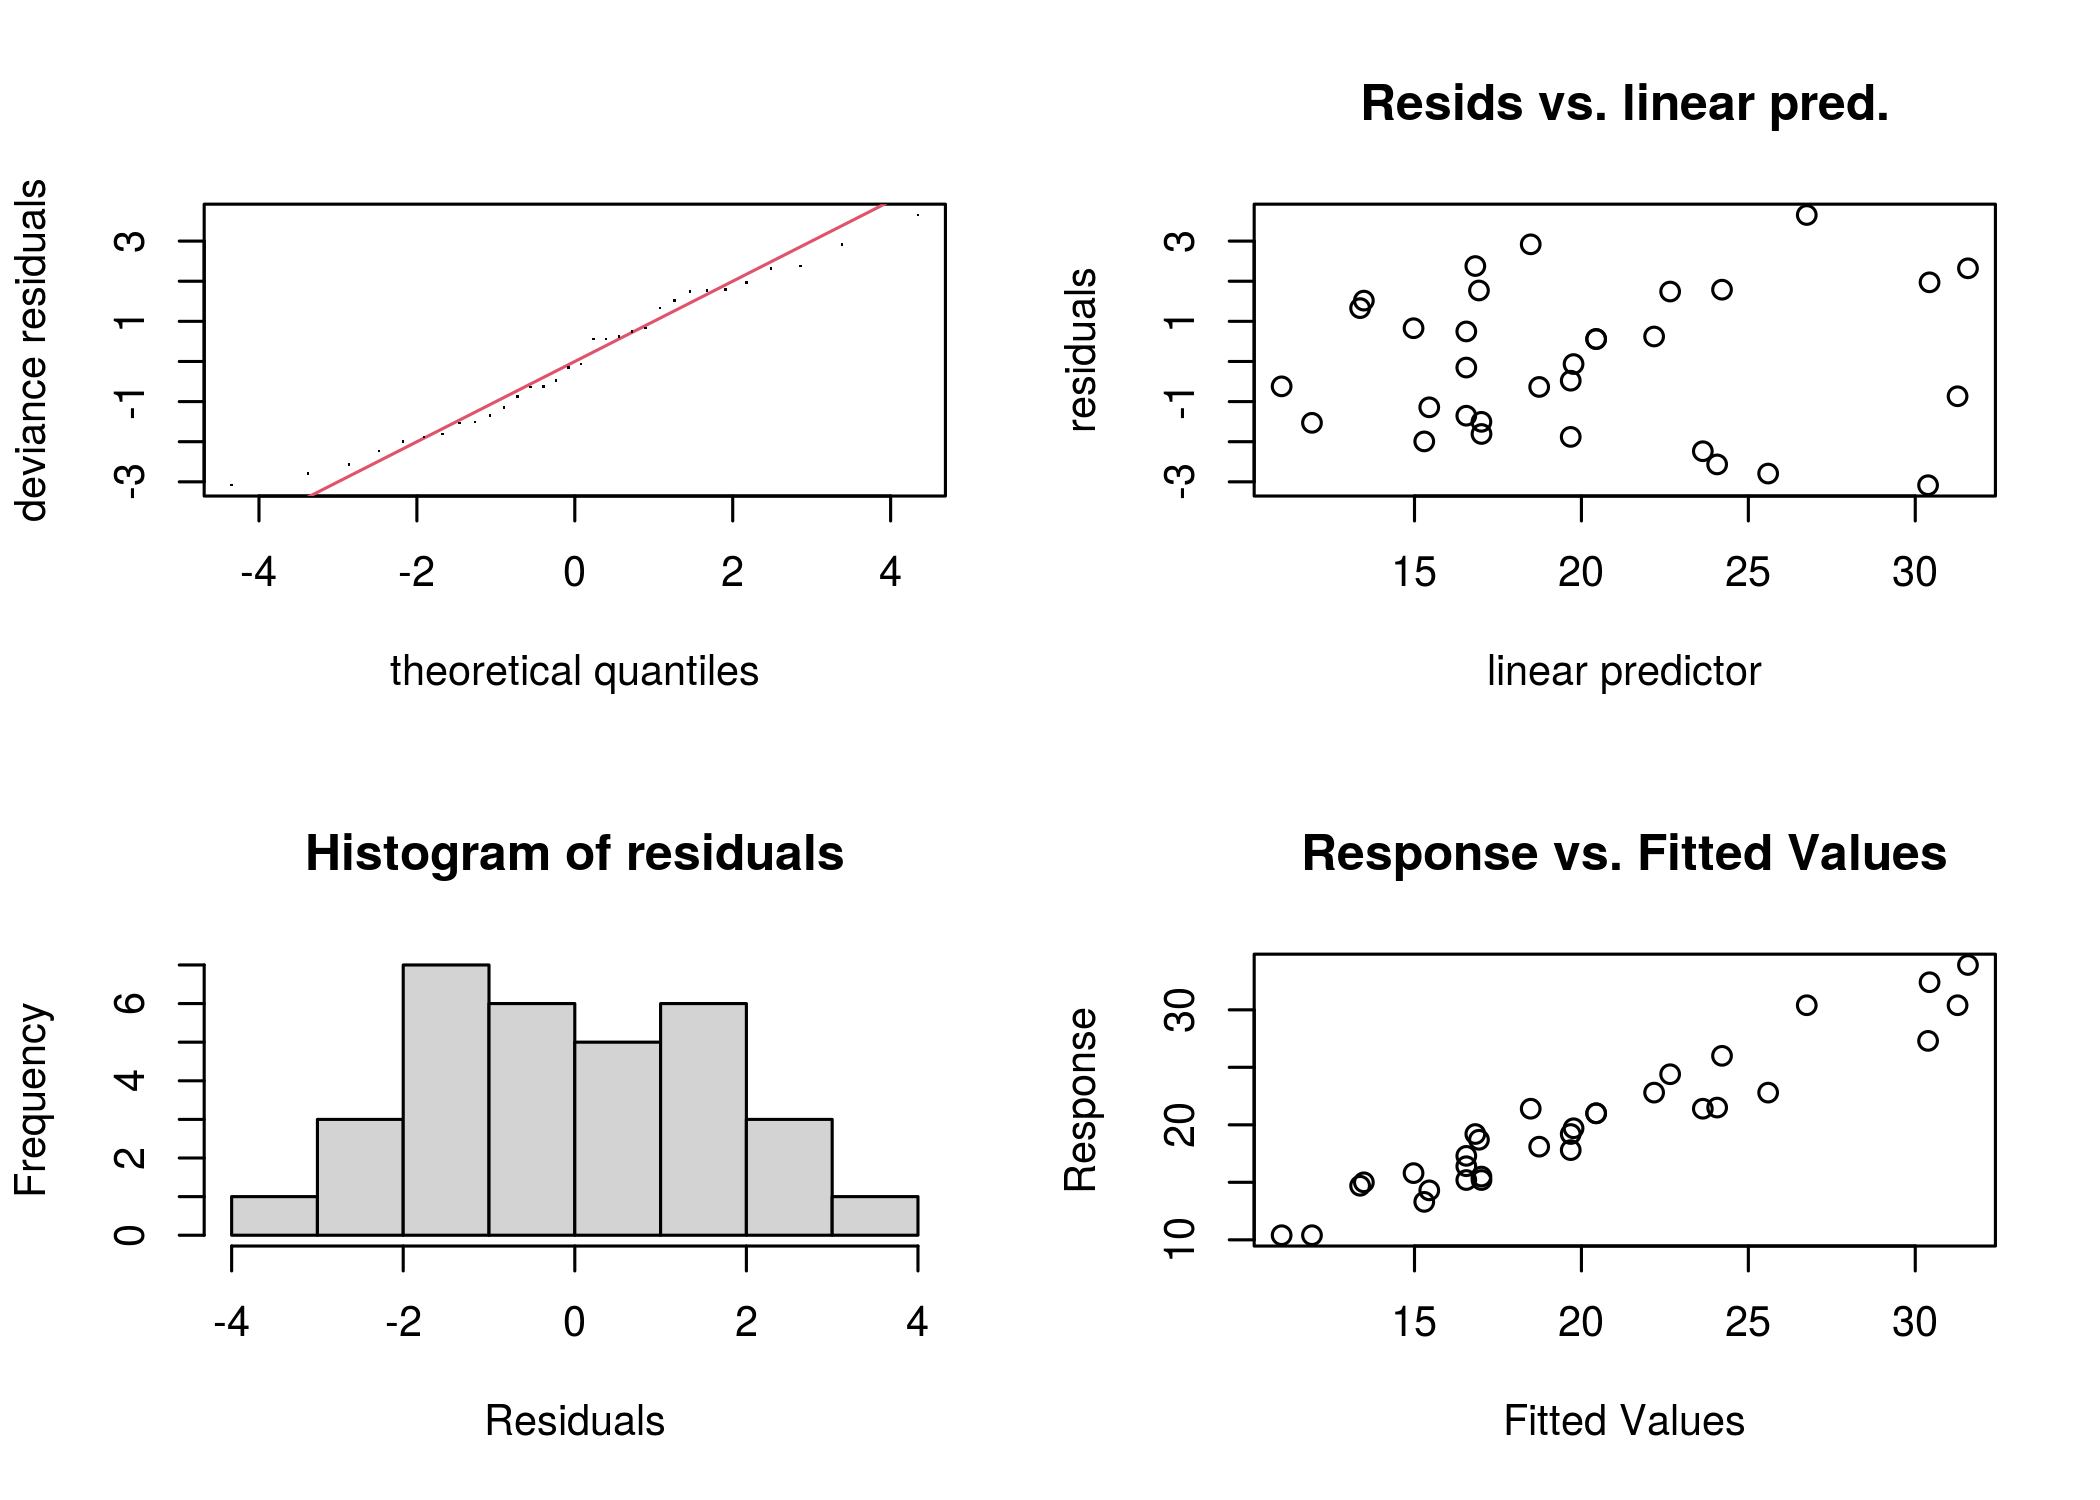 deviance residuals
3
1
-1
-3
-4 -2 0 2 4
theoretical quantiles
Resids vs. linear pred.
residuals
3
1
-1
-3
15 20 25 30
linear predictor
Histogram of residuals
Frequency
6
4
2
0
-4 -2 0 2 4
Residuals
Response vs. Fitted Values
Response
30
20
10
15 20 25 30
Fitted Values